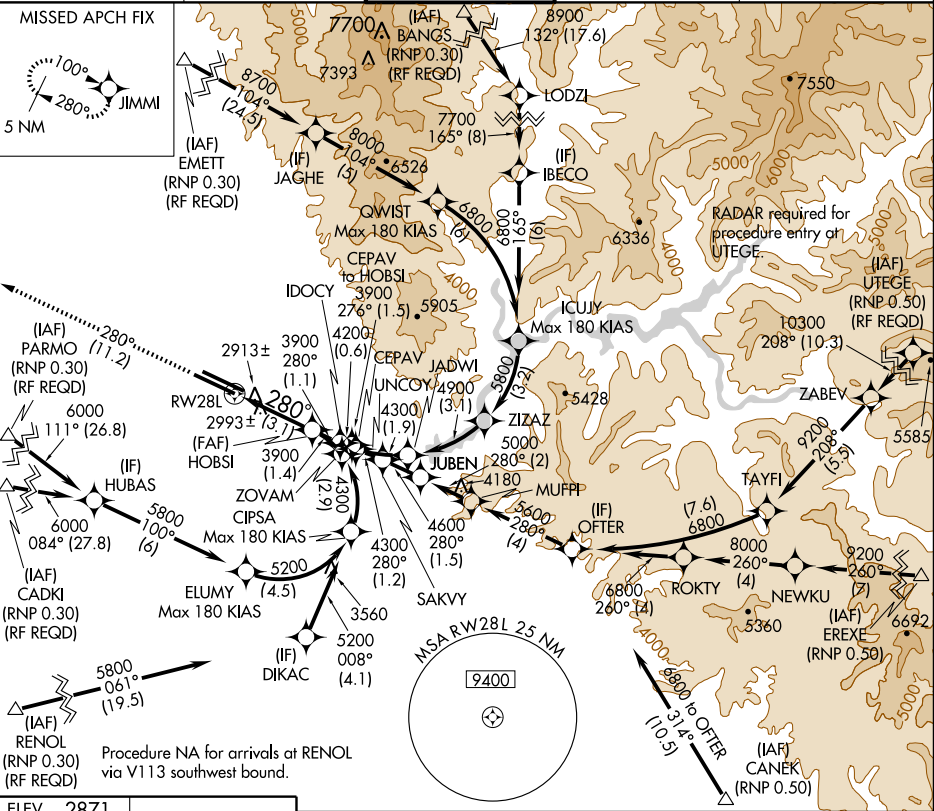 MISSED APCH FIX
100°
280°
JIMMI
5 NM
8700
104°
(24.5)
(IAF)
EMETT
(RNP 0.30)
(RF REQD)
7700
7393
(IAF)
BANGS
(RNP 0.30)
(RF REQD)
8900
132° (17.6)
LODZI
7700
165° (8)
(IF)
IBECO
6800
165°
(6)
(IF)
JAGHE
8000
104°
(5)
6526
QWIST
Max 180 KIAS
6800
(6)
7550
5000
6000
5000
6336
4000
RADAR required for
procedure entry at
UTEGE.
(IAF)
UTEGE
(RNP 0.50)
(RF REQD)
10300
208° (10.3)
5585
ZABEV
9200
208°
(5.5)
TAYFI
4000
5905
ICUJY
Max 180 KIAS
5800
(3.2)
ZIZAZ
5428
CEPAV
to HOBSI
3900
276° (1.5)
IDOCY
4200
(0.6)
3900
280°
(1.1)
CEPAV
UNCOY
JADWI
4900
(3.1)
4300
(1.9)
280°
(11.2)
2913±
RW28L
280°
2993±
(3.1)
(FAF)
HOBSI
3900
(1.4)
ZOVAM
(2.9)
4300
CIPSA
Max 180 KIAS
JUBEN
5000
280° (2)
4180
MUFPI
5600
280°
(4)
(IF)
OFTER
(7.6)
6800
(IAF)
PARMO
(RNP 0.30)
(RF REQD)
6000
111° (26.8)
(IF)
HUBAS
6000
084° (27.8)
5800
100°
(6)
(IAF)
CADKI
(RNP 0.30)
(RF REQD)
5200
(4.5)
ELUMY
Max 180 KIAS
4300
280°
(1.2)
4600
280°
(1.5)
SAKVY
3560
5200
008°
(4.1)
(IF)
DIKAC
6800
260° (4)
ROKTY
8000
260°
(4)
NEWKU
9200
260°
(7)
(IAF)
EREXE
(RNP 0.50)
6692
5360
4000
5000
5800
061°
(19.5)
(IAF)
RENOL
(RNP 0.30)
(RF REQD)
Procedure NA for arrivals at RENOL
via V113 southwest bound.
MSA RW28L 25 NM
9400
6800 to OFTER
314°
(10.5)
(IAF)
CANEK
(RNP 0.50)
ELEV 2871